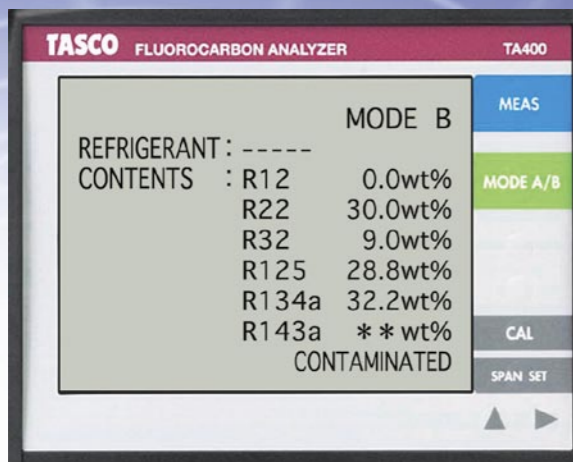 TASCO FLUOROCARBON ANALYZER TA400
MODE B
REFRIGERANT : -----
CONTENTS : R12 0.0wt%
R22 30.0wt%
R32 9.0wt%
R125 28.8wt%
R134a 32.2wt%
R143a **wt%
CONTAMINATED
MEAS
MODE A/B
CAL
SPAN SET